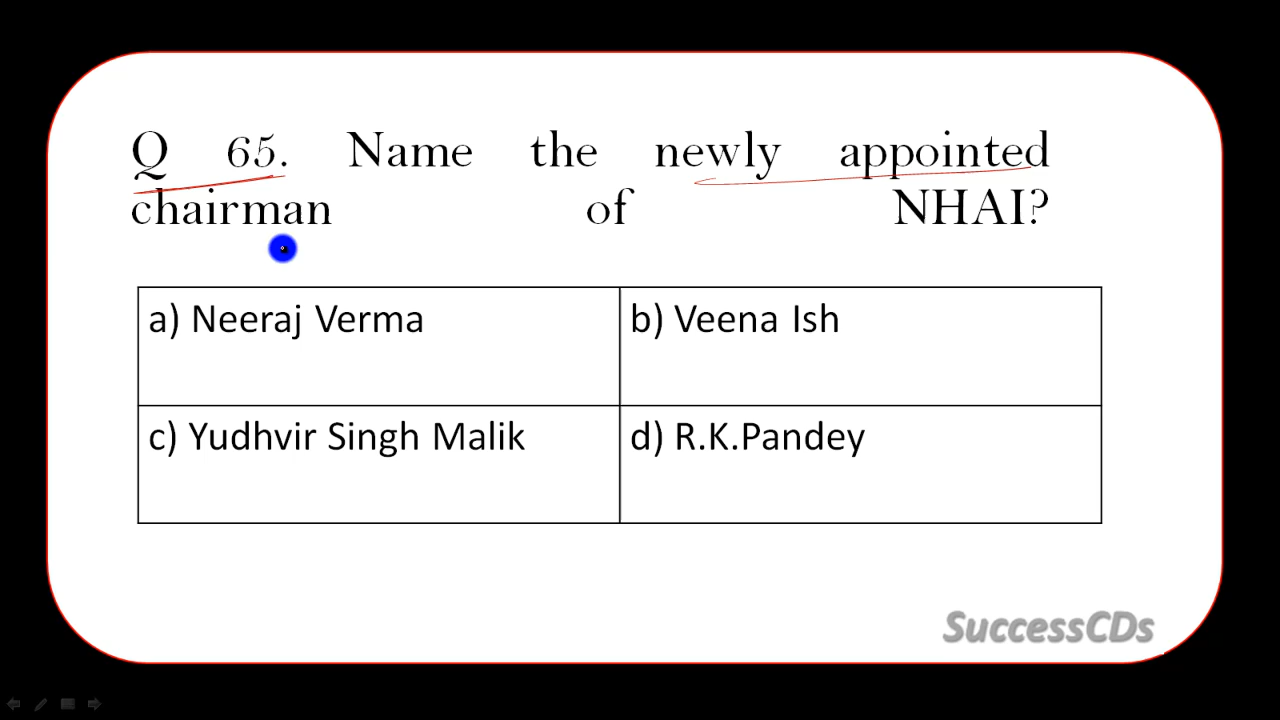 Q 65. Name the newly appointed
chairman of NHAI?
a) Neeraj Verma
b) Veena Ish
c) Yudhvir Singh Malik
d) R.K.Pandey
SuccessCDs